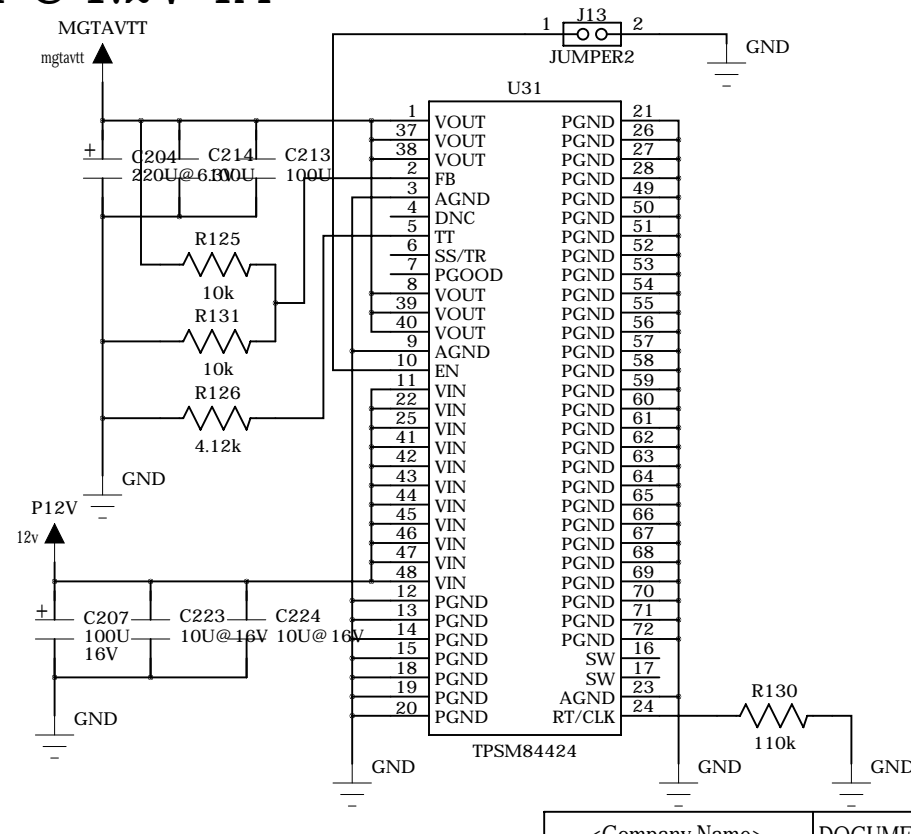 MGTAVTT
mgtavtt
J13
1 2
JUMPER2
GND
U31
C204
220U@6.3V
C214
100U
C213
100U
R125
10k
R131
10k
R126
4.12k
GND
P12V
12v
C207
100U
16V
C223
10U@16V
C224
10U@16V
GND
1 VOUT
37 VOUT
38 VOUT
2 FB
3 AGND
4 DNC
5 TT
6 SS/TR
7 PGOOD
8 VOUT
39 VOUT
40 VOUT
9 AGND
10 EN
11 VIN
22 VIN
25 VIN
41 VIN
42 VIN
43 VIN
44 VIN
45 VIN
46 VIN
47 VIN
48 VIN
12 PGND
13 PGND
14 PGND
15 PGND
18 PGND
19 PGND
20 PGND
PGND 21
PGND 26
PGND 27
PGND 28
PGND 49
PGND 50
PGND 51
PGND 52
PGND 53
PGND 54
PGND 55
PGND 56
PGND 57
PGND 58
PGND 59
PGND 60
PGND 61
PGND 62
PGND 63
PGND 64
PGND 65
PGND 66
PGND 67
PGND 68
PGND 69
PGND 70
PGND 71
PGND 72
SW 16
SW 17
AGND 23
RT/CLK 24
TPSM84424
R130
110k
GND
GND
GND
<Company Name>